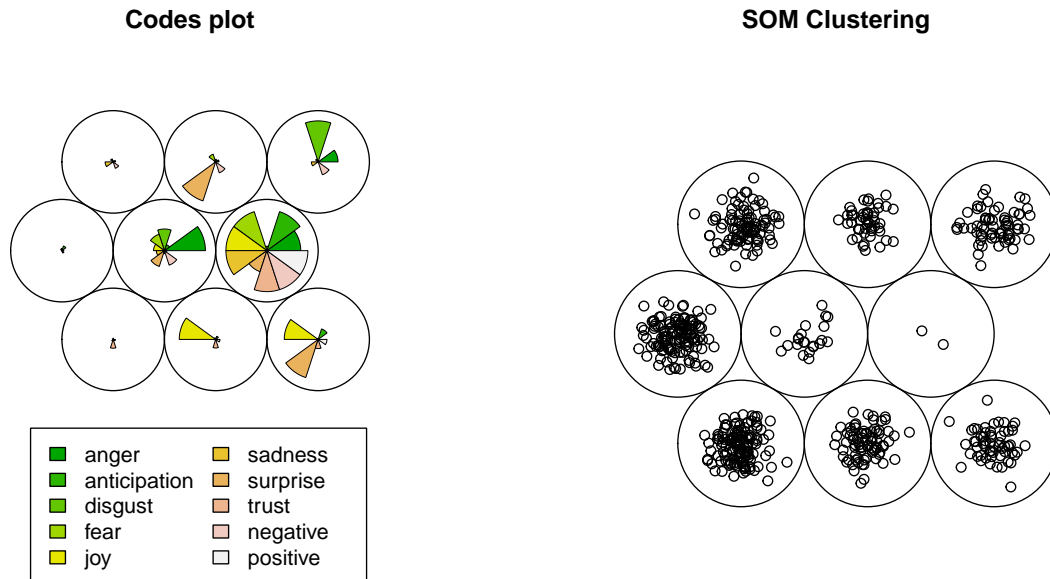 Codes plot
SOM Clustering
anger
anticipation
disgust
fear
joy
sadness
surprise
trust
negative
positive